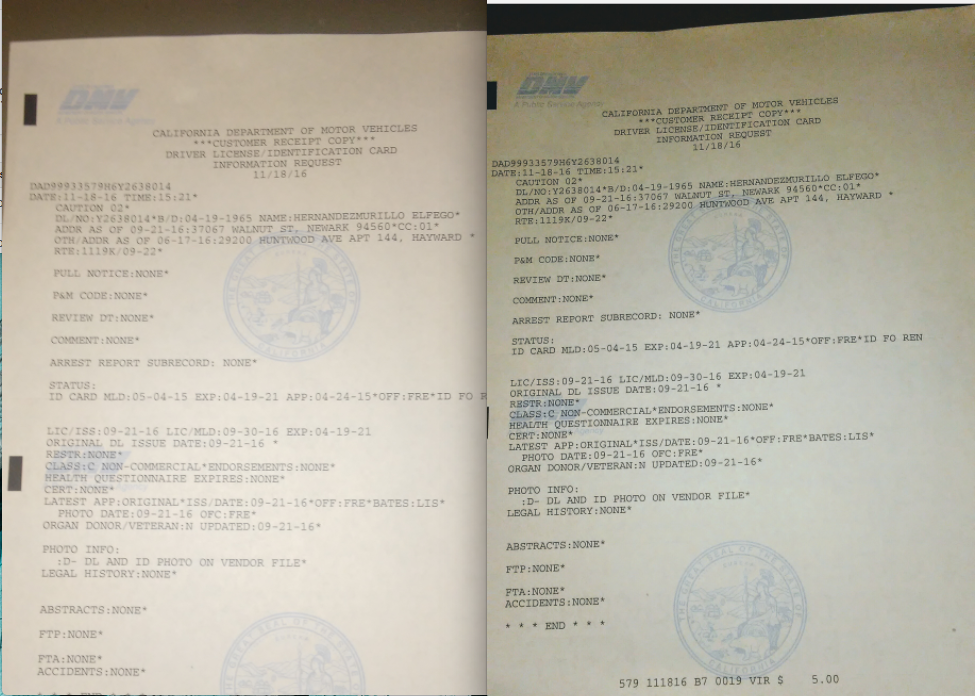 DMV
A Public Service Agency
CALIFORNIA DEPARTMENT OF MOTOR VEHICLES
***CUSTOMER RECEIPT COPY***
DRIVER LICENSE/IDENTIFICATION CARD
INFORMATION REQUEST
11/18/16
DAD99933579H6Y2638014
DATE:11-18-16 TIME:15:21*
CAUTION 02*
DL/NO:Y2638014*B/D:04-19-1965 NAME:HERNANDEZMURILLO ELFEGO*
ADDR AS OF 09-21-16:37067 WALNUT ST, NEWARK 94560*CC:01*
OTH/ADDR AS OF 06-17-16:29200 HUNTWOOD AVE APT 144, HAYWARD *
RTE:1119K/09-22*
PULL NOTICE:NONE*
P&M CODE:NONE*
REVIEW DT:NONE*
COMMENT:NONE*
ARREST REPORT SUBRECORD: NONE*
STATUS:
ID CARD MLD:05-04-15 EXP:04-19-21 APP:04-24-15*OFF:FRE*ID FO R
LIC/ISS:09-21-16 LIC/MLD:09-30-16 EXP:04-19-21
ORIGINAL DL ISSUE DATE:09-21-16 *
RESTR:NONE*
CLASS:C NON-COMMERCIAL*ENDORSEMENTS:NONE*
HEALTH QUESTIONNAIRE EXPIRES:NONE*
CERT:NONE*
LATEST APP:ORIGINAL*ISS/DATE:09-21-16*OFF:FRE*BATES:LIS*
PHOTO DATE:09-21-16 OFC:FRE*
ORGAN DONOR/VETERAN:N UPDATED:09-21-16*
PHOTO INFO:
:D- DL AND ID PHOTO ON VENDOR FILE*
LEGAL HISTORY:NONE*
ABSTRACTS:NONE*
FTP:NONE*
FTA:NONE*
ACCIDENTS:NONE*
DMV
A Public Service Agency
CALIFORNIA DEPARTMENT OF MOTOR VEHICLES
***CUSTOMER RECEIPT COPY***
DRIVER LICENSE/IDENTIFICATION CARD
INFORMATION REQUEST
11/18/16
DAD99933579H6Y2638014
DATE:11-18-16 TIME:15:21*
CAUTION 02*
DL/NO:Y2638014*B/D:04-19-1965 NAME:HERNANDEZMURILLO ELFEGO*
ADDR AS OF 09-21-16:37067 WALNUT ST, NEWARK 94560*CC:01*
OTH/ADDR AS OF 06-17-16:29200 HUNTWOOD AVE APT 144, HAYWARD *
RTE:1119K/09-22*
PULL NOTICE:NONE*
P&M CODE:NONE*
REVIEW DT:NONE*
COMMENT:NONE*
ARREST REPORT SUBRECORD: NONE*
STATUS:
ID CARD MLD:05-04-15 EXP:04-19-21 APP:04-24-15*OFF:FRE*ID FO REN
LIC/ISS:09-21-16 LIC/MLD:09-30-16 EXP:04-19-21
ORIGINAL DL ISSUE DATE:09-21-16 *
RESTR:NONE*
CLASS:C NON-COMMERCIAL*ENDORSEMENTS:NONE*
HEALTH QUESTIONNAIRE EXPIRES:NONE*
CERT:NONE*
LATEST APP:ORIGINAL*ISS/DATE:09-21-16*OFF:FRE*BATES:LIS*
PHOTO DATE:09-21-16 OFC:FRE*
ORGAN DONOR/VETERAN:N UPDATED:09-21-16*
PHOTO INFO:
:D- DL AND ID PHOTO ON VENDOR FILE*
LEGAL HISTORY:NONE*
ABSTRACTS:NONE*
FTP:NONE*
FTA:NONE*
ACCIDENTS:NONE*
* * * END * * *
579 111816 B7 0019 VIR $ 5.00